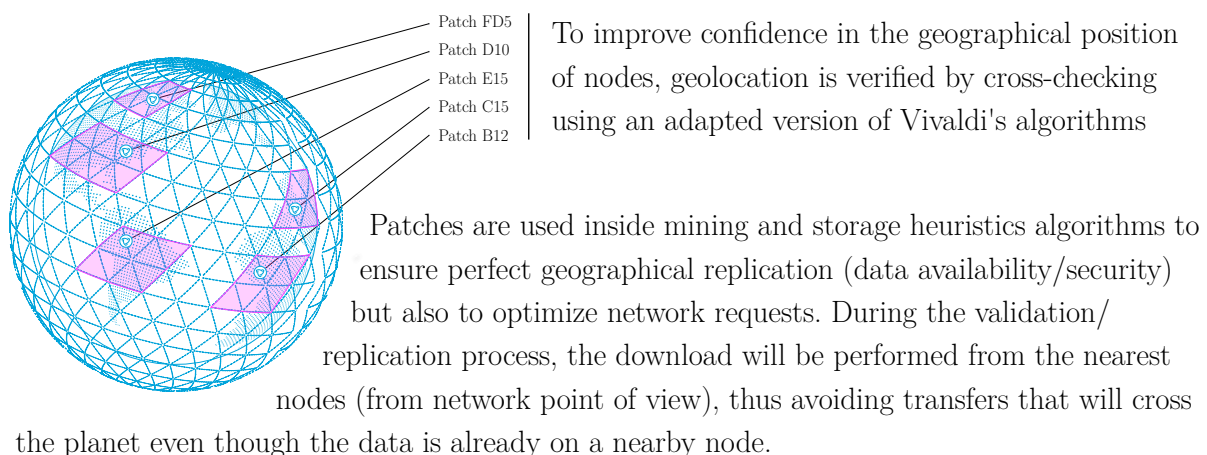 Patch FD5
Patch D10
Patch E15
Patch C15
Patch B12
To improve confidence in the geographical position
of nodes, geolocation is verified by cross-checking
using an adapted version of Vivaldi's algorithms
Patches are used inside mining and storage heuristics algorithms to
ensure perfect geographical replication (data availability/security)
but also to optimize network requests. During the validation/
replication process, the download will be performed from the nearest
nodes (from network point of view), thus avoiding transfers that will cross
the planet even though the data is already on a nearby node.